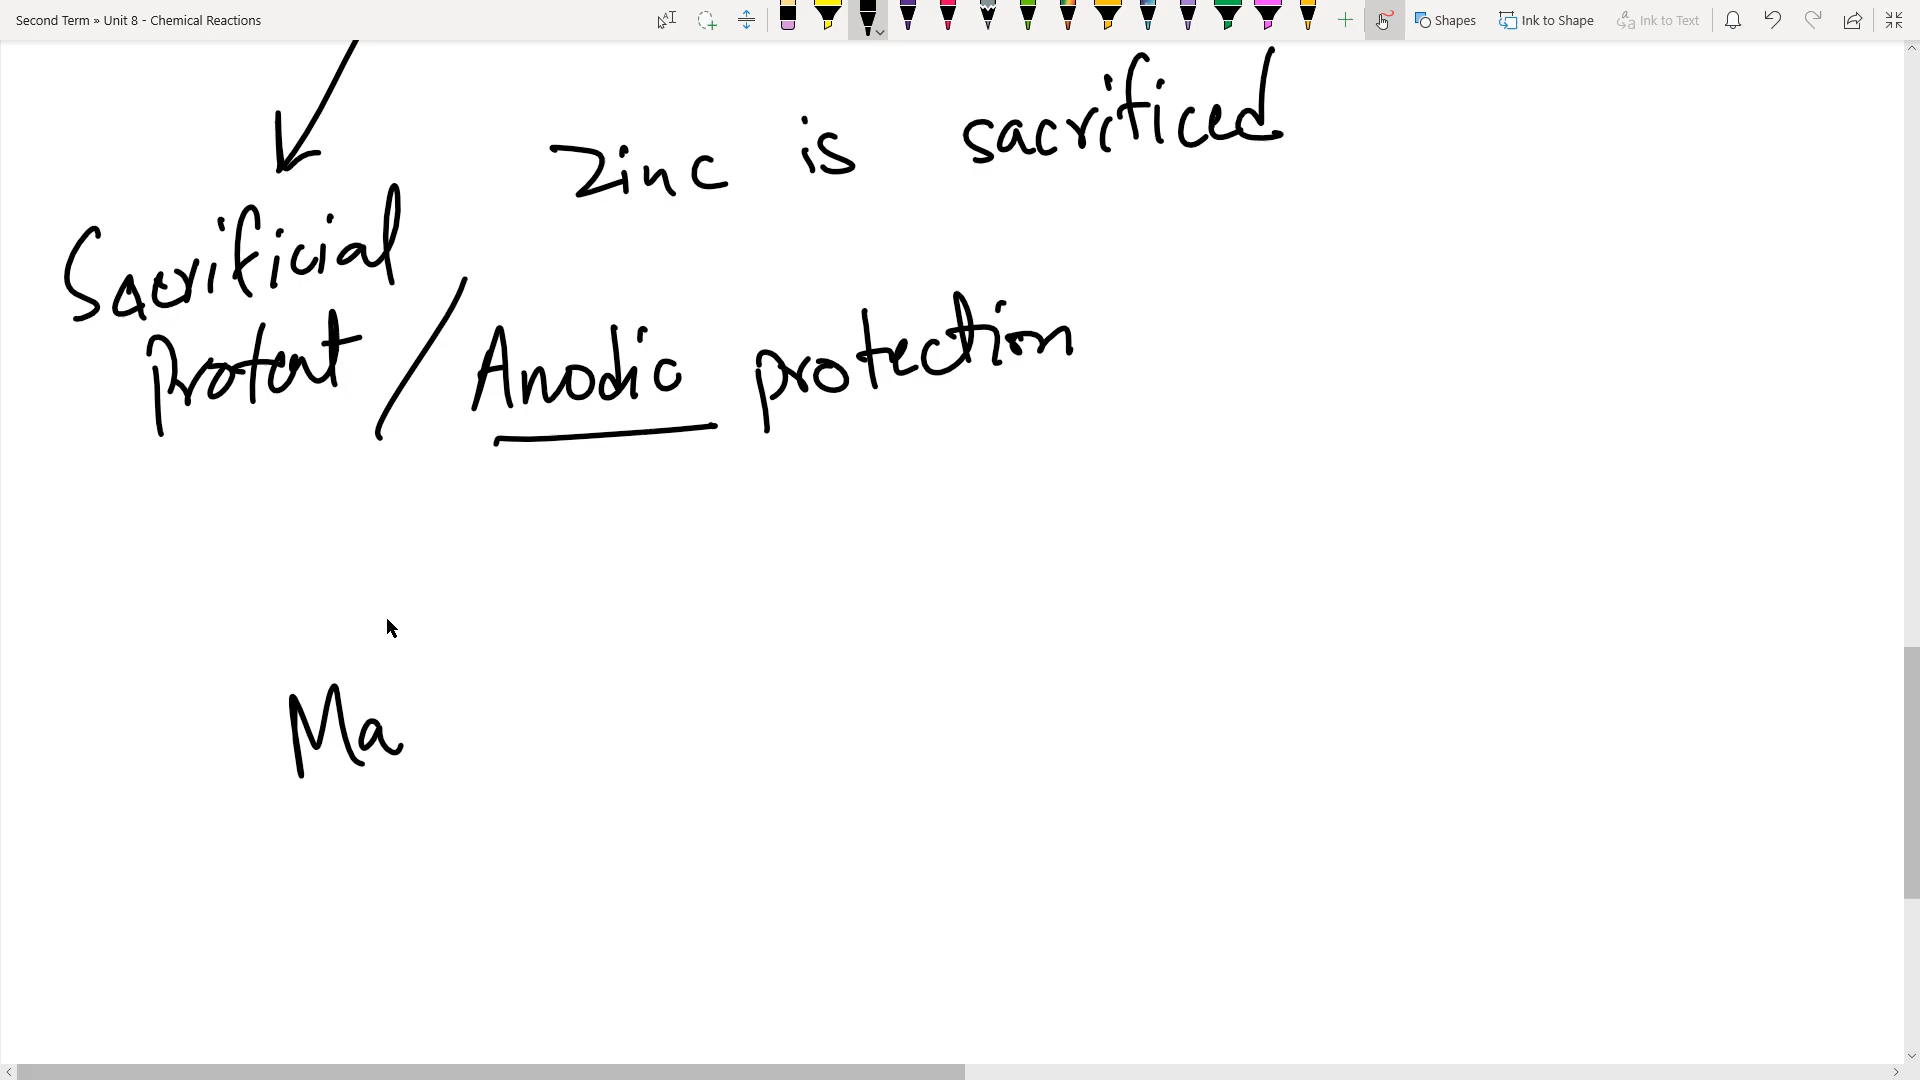 Second Term » Unit 8 - Chemical Reactions
Shapes
Ink to Shape
Ink to Text
Zinc is sacrificed
Sacrificial
/ Anodic protection
Ma